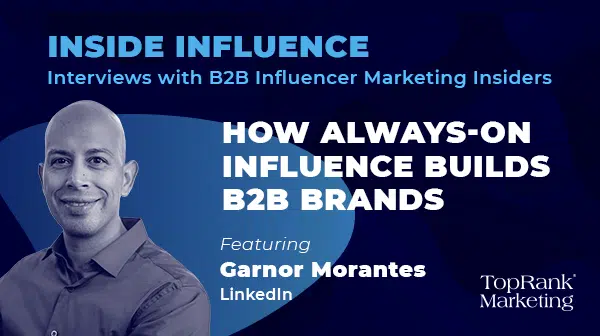 INSIDE INFLUENCE
Interviews with B2B Influencer Marketing Insiders
HOW ALWAYS-ON
INFLUENCE BUILDS
B2B BRANDS
Featuring
Garnor Morantes
LinkedIn
TopRank®
Marketing